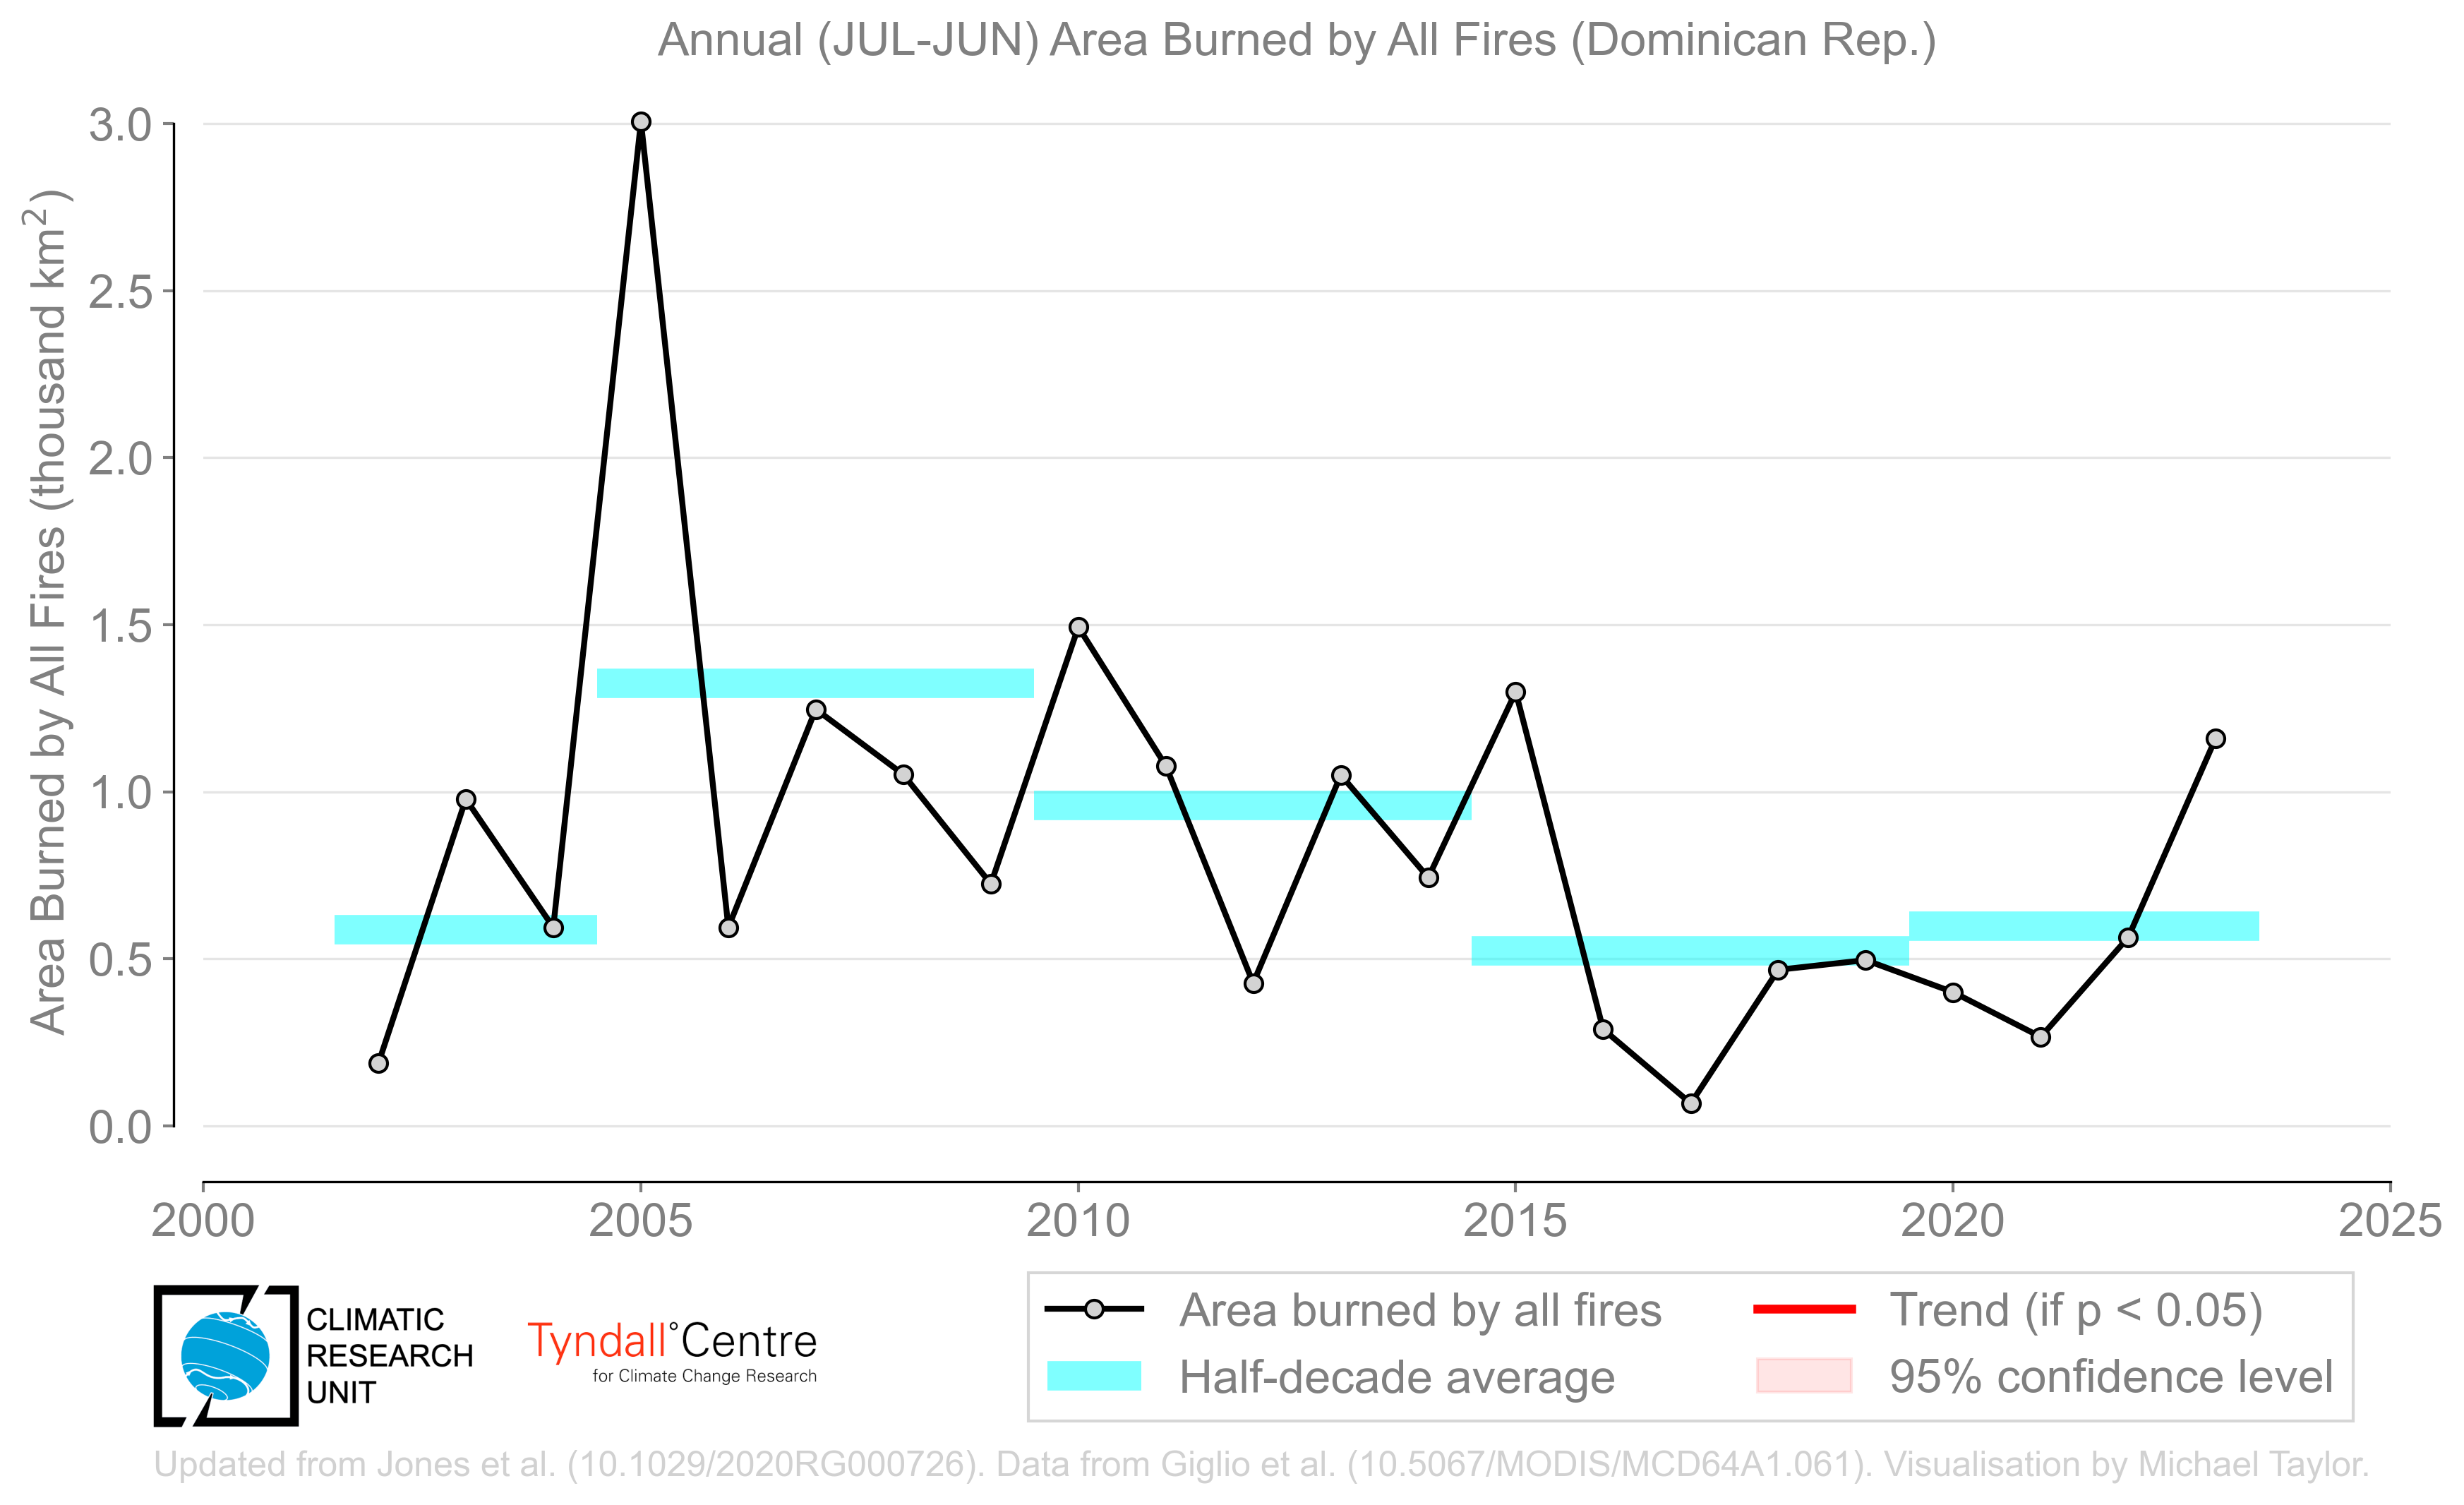 Annual (JUL-JUN) Area Burned by All Fires (Dominican Rep.)
Area Burned by All Fires (thousand km²)
3.0
2.5
2.0
1.5
1.0
0.5
0.0
2000 2005 2010 2015 2020 2025
CLIMATIC
RESEARCH
UNIT
Tyndall°Centre
for Climate Change Research
Area burned by all fires
Half-decade average
Trend (if p < 0.05)
95% confidence level
Updated from Jones et al. (10.1029/2020RG000726). Data from Giglio et al. (10.5067/MODIS/MCD64A1.061). Visualisation by Michael Taylor.